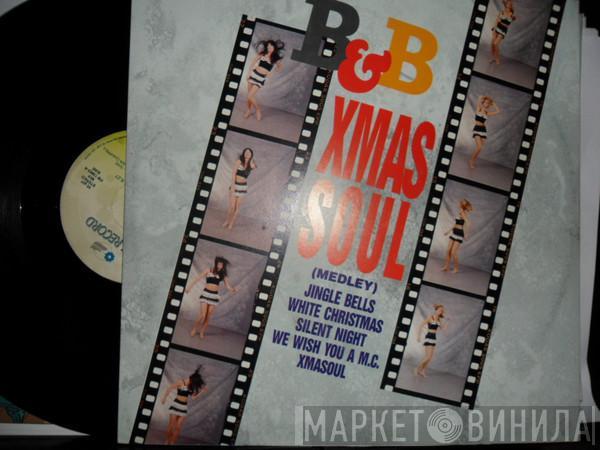 B&B
XMAS
SOUL
(MEDLEY)
JINGLE BELLS
WHITE CHRISTMAS
SILENT NIGHT
WE WISH YOU A M.C.
XMASOUL
RECORD
МАРКЕТ ВИНИЛА